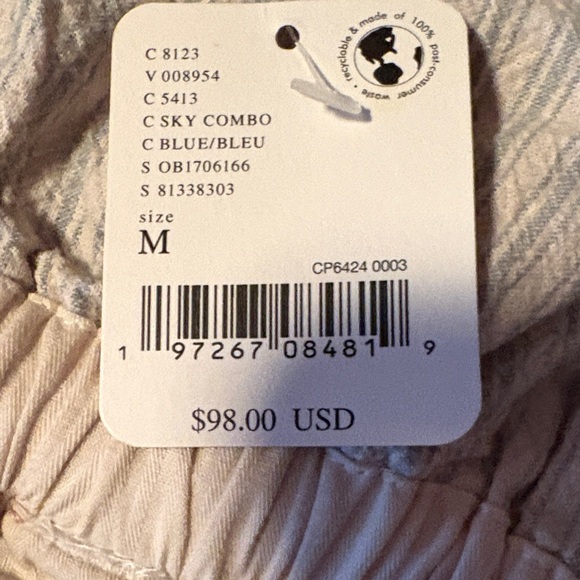 C 8123
V 008954
C 5413
C SKY COMBO
C BLUE/BLEU
S OB1706166
S 81338303
size
M
recyclable & made of 100% post-consumer waste •
CP6424 0003
1 97267 08481 9
$98.00 USD